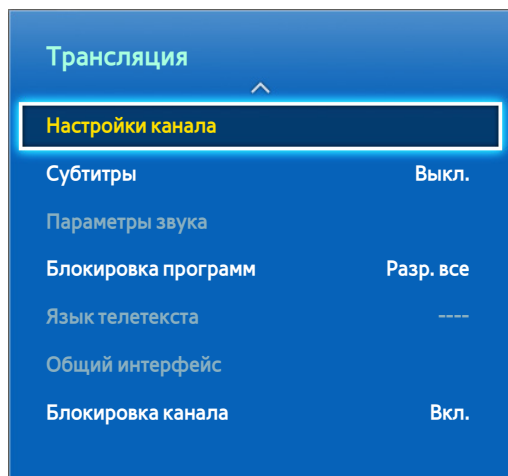 Трансляция
Настройки канала
Субтитры Выкл.
Параметры звука
Блокировка программ Разр. все
Язык телетекста ----
Общий интерфейс
Блокировка канала Вкл.